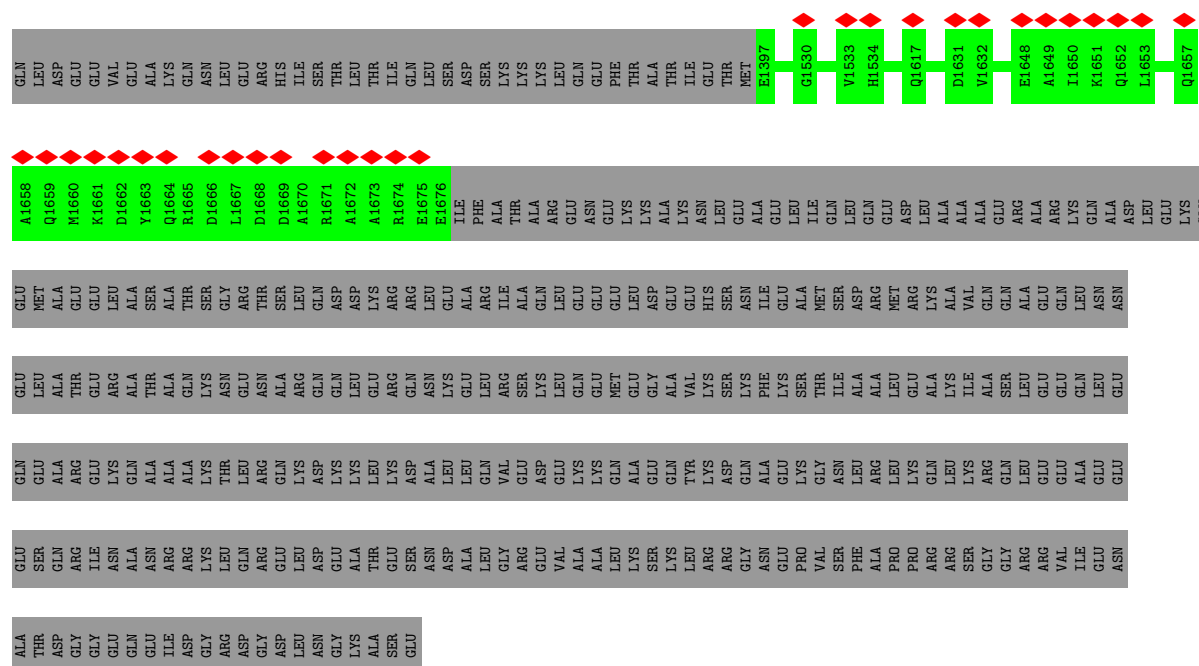 GLN LEU ASP GLU GLU VAL GLU ALA LYS GLN ASN LEU GLU ARG HIS ILE SER THR LEU THR ILE GLN LEU SER ASP SER LYS LYS LYS LEU GLN GLU PHE THR ALA THR ILE GLU THR MET E1397 G1530 V1533 H1534 Q1617 D1631 V1632 E1648 A1649 I1650 K1651 Q1652 L1653 Q1657
A1658 Q1659 M1660 K1661 D1662 Y1663 Q1664 R1665 D1666 L1667 D1668 D1669 A1670 R1671 A1672 A1673 R1674 E1675 E1676 ILE PHE ALA THR ALA ARG GLU ASN GLU LYS LYS ALA LYS ASN LEU GLU ALA GLU LEU ILE GLN LEU GLN GLU ASP LEU ALA ALA ALA GLU ARG ALA ARG LYS GLN ALA ASP LEU GLU LYS
GLU MET ALA GLU GLU LEU ALA SER ALA THR SER GLY ARG THR SER LEU GLN ASP ASP LYS ARG ARG LEU GLU ALA ARG ILE ALA GLN LEU GLU GLU GLU LEU ASP GLU GLU HIS SER ASN ILE GLU ALA MET SER ASP ARG MET ARG LYS ALA VAL GLN GLN ALA GLU GLN LEU ASN ASN
GLU LEU ALA THR GLU ARG ALA THR ALA GLN LYS ASN GLU ASN ALA ARG GLN GLN LEU GLU ARG GLN ASN LYS GLU LEU ARG SER LYS LEU GLN GLU MET GLU GLY ALA VAL LYS SER LYS PHE LYS SER THR ILE ALA ALA LEU GLU ALA LYS ILE ALA SER LEU GLU GLU GLN LEU GLU
GLN GLU ALA ARG GLU LYS GLN ALA ALA ALA LYS THR LEU ARG GLN LYS ASP LYS LYS LEU LYS ASP ALA LEU LEU GLN VAL GLU ASP GLU LYS LYS GLN ALA GLU GLN TYR LYS ASP GLN ALA GLU LYS GLY ASN LEU ARG LEU LYS GLN LEU LYS ARG GLN LEU GLU GLU ALA GLU GLU
GLU SER GLN ARG ILE ASN ALA ASN ARG ARG LYS LEU GLN ARG GLU LEU ASP GLU ALA THR GLU SER ASN ASP ALA LEU GLY ARG GLU VAL ALA ALA LEU LYS SER LYS LEU ARG ARG GLY ASN GLU PRO VAL SER PHE ALA PRO PRO ARG ARG SER GLY GLY ARG ARG VAL ILE GLU ASN
ALA THR ASP GLY GLY GLU GLN GLU ILE ASP GLY ARG ASP GLY ASP LEU ASN GLY LYS ALA SER GLU